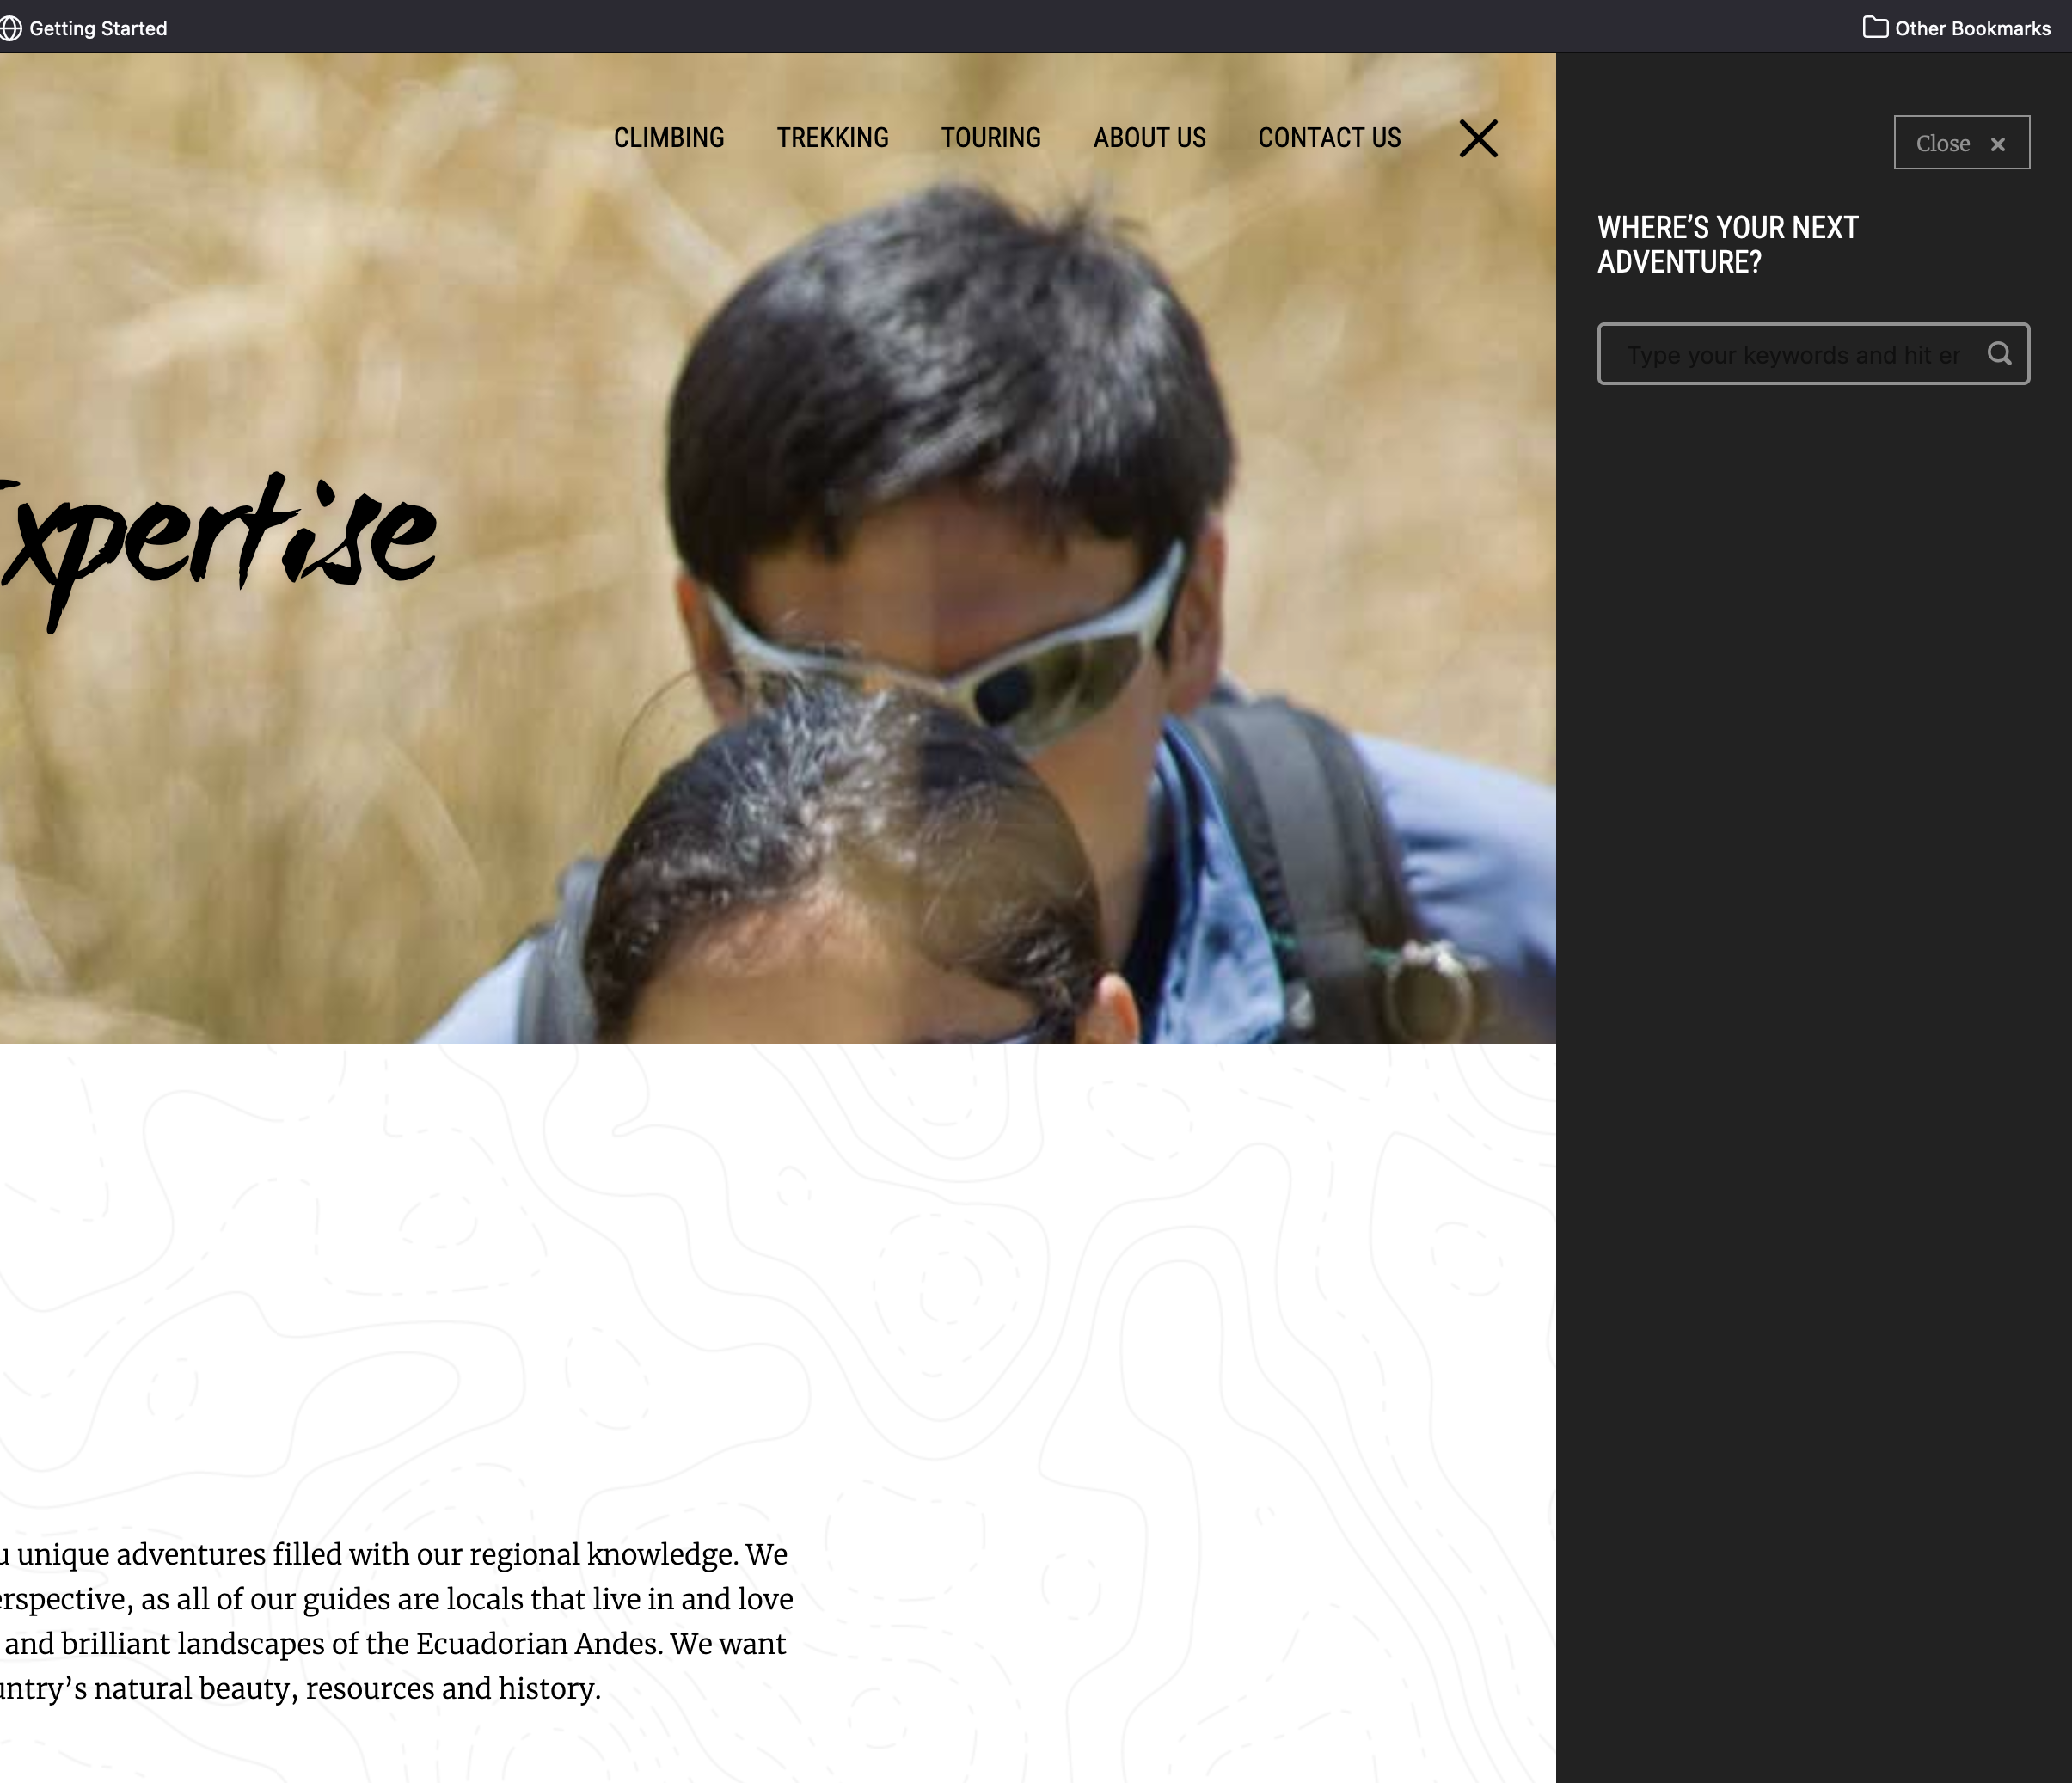 Getting Started
Other Bookmarks
CLIMBING TREKKING TOURING ABOUT US CONTACT US
Close ×
WHERE’S YOUR NEXT
ADVENTURE?
Type your keywords and hit er
xpertise
unique adventures filled with our regional knowledge. We
erspective, as all of our guides are locals that live in and love
and brilliant landscapes of the Ecuadorian Andes. We want
untry’s natural beauty, resources and history.